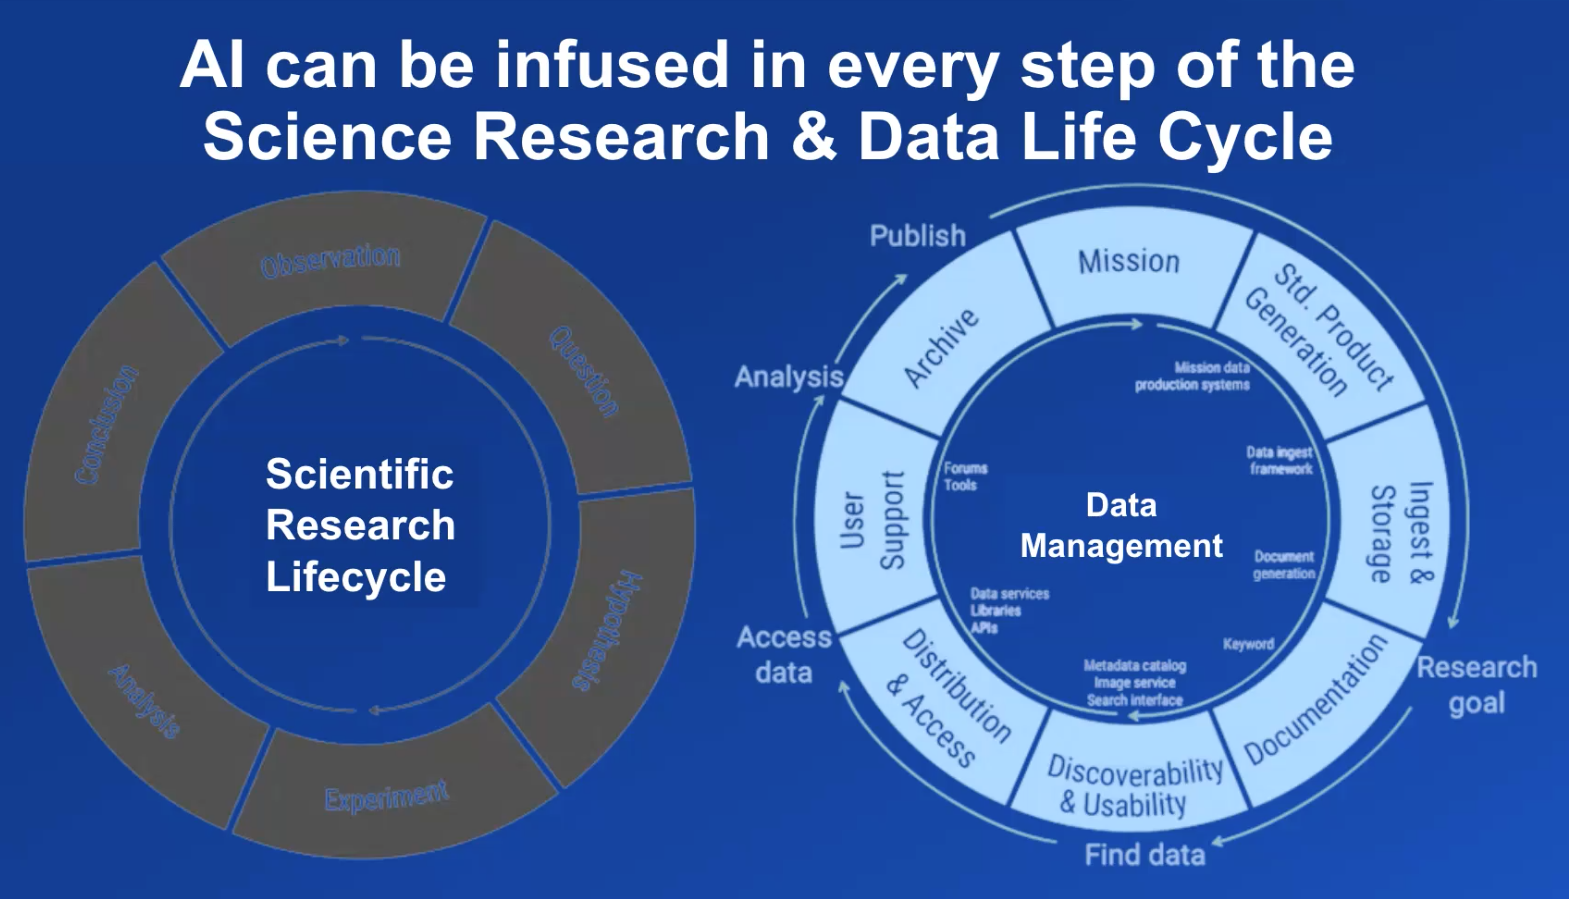 AI can be infused in every step of the
Science Research & Data Life Cycle
Observation
Question
Hypothesis
Experiment
Analysis
Conclusion
Scientific
Research
Lifecycle
Mission
Std. Product
Generation
Ingest &
Storage
Documentation
Discoverability
& Usability
Distribution
& Access
User
Support
Archive
Publish
Analysis
Access
data
Find data
Research
goal
Mission data
production systems
Data ingest
framework
Document
generation
Keyword
Metadata catalog
Image service
Search interface
Data services
Libraries
APIs
Forums
Tools
Data
Management